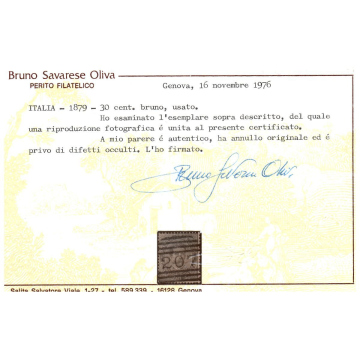 Bruno Savarese Oliva
PERITO FILATELICO
Genova, 16 novembre 1976
ITALIA - 1879 - 30 cent. bruno, usato.
Ho esaminato l'esemplare sopra descritto, del quale
una riproduzione fotografica é unita al presente certificato.
A mio parere é autentico, ha annullo originale ed é
privo di difetti occulti. L'ho firmato.
Bruno Savarese Oliva
207
Salita Salvatore Viale, 1-27 - tel. 589.339 - 16128 Genova